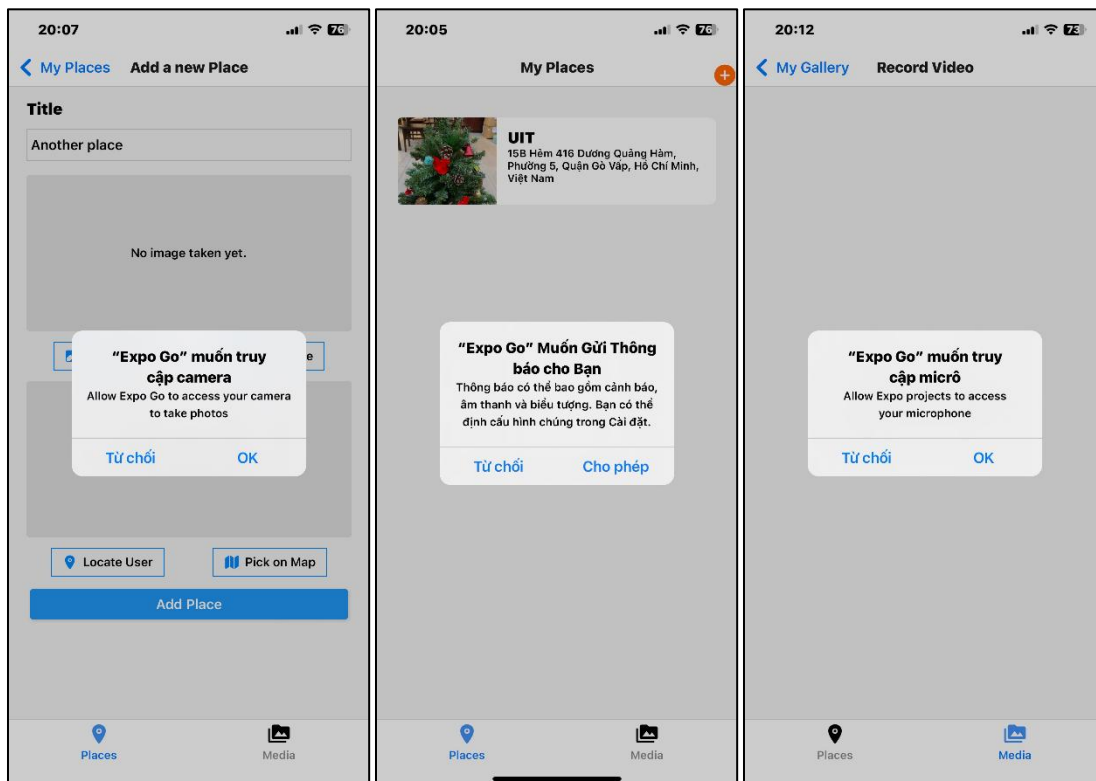 20:07
76
My Places
Add a new Place
Title
Another place
No image taken yet.
e
“Expo Go” muốn truy
cập camera
Allow Expo Go to access your camera
to take photos
Từ chối
OK
Locate User
Pick on Map
Add Place
Places
Media
20:05
76
My Places
UIT
15B Hẻm 416 Dương Quảng Hàm,
Phường 5, Quận Gò Vấp, Hồ Chí Minh,
Việt Nam
“Expo Go” Muốn Gửi Thông
báo cho Bạn
Thông báo có thể bao gồm cảnh báo,
âm thanh và biểu tượng. Bạn có thể
định cấu hình chúng trong Cài đặt.
Từ chối
Cho phép
Places
Media
20:12
73
My Gallery
Record Video
“Expo Go” muốn truy
cập micrô
Allow Expo projects to access
your microphone
Từ chối
OK
Places
Media